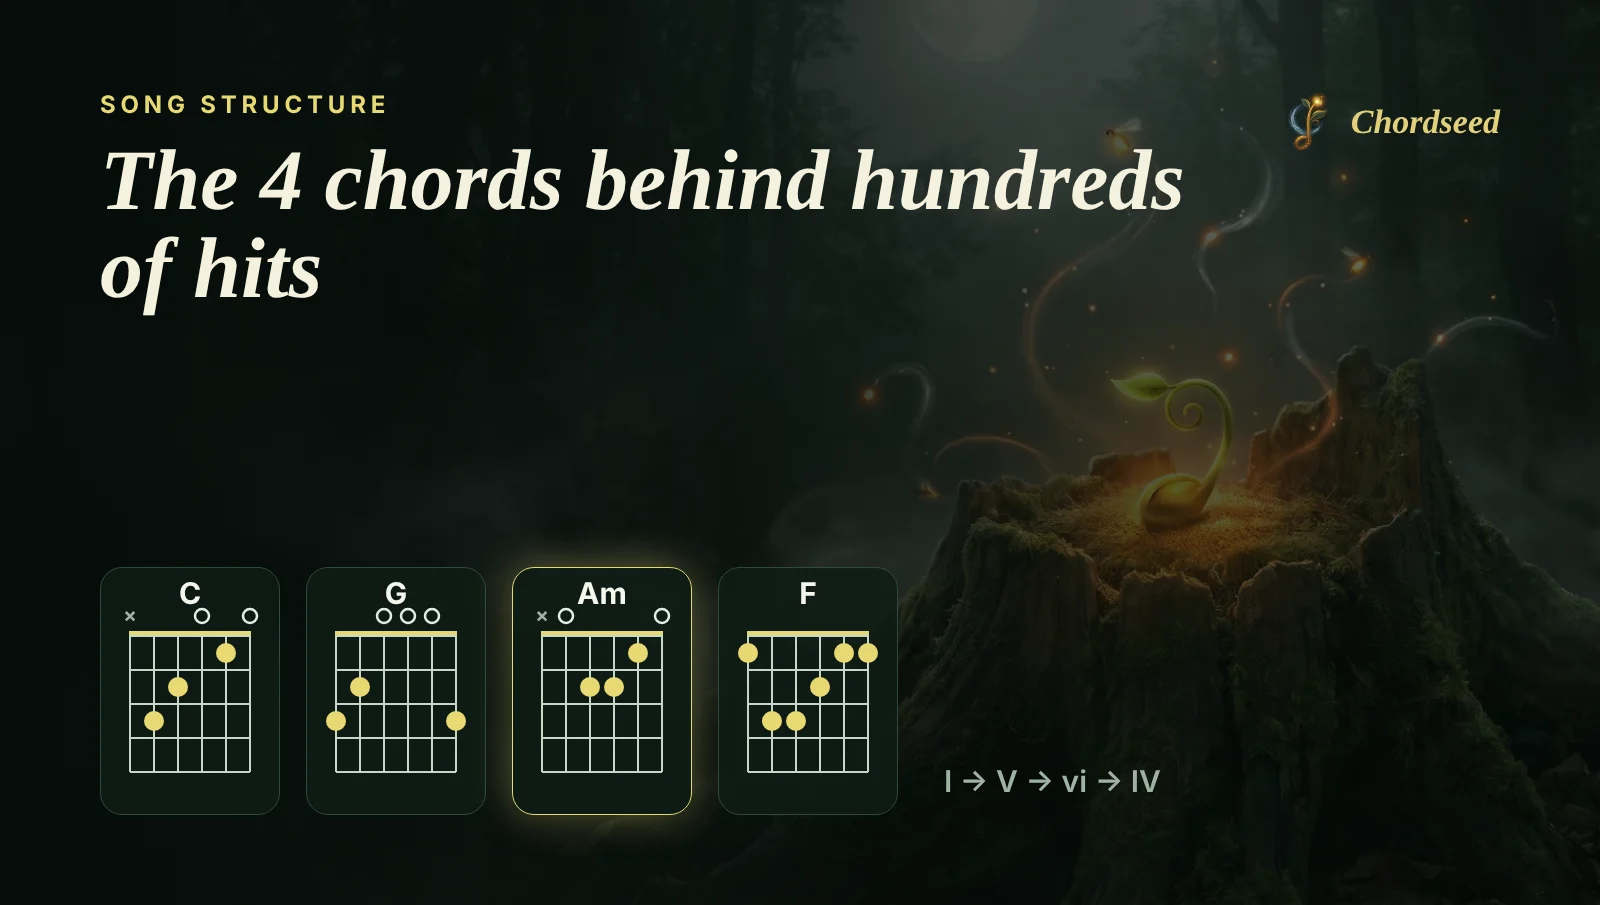 SONG STRUCTURE
Chordseed
The 4 chords behind hundreds
of hits
C
G
Am
F
I → V → vi → IV